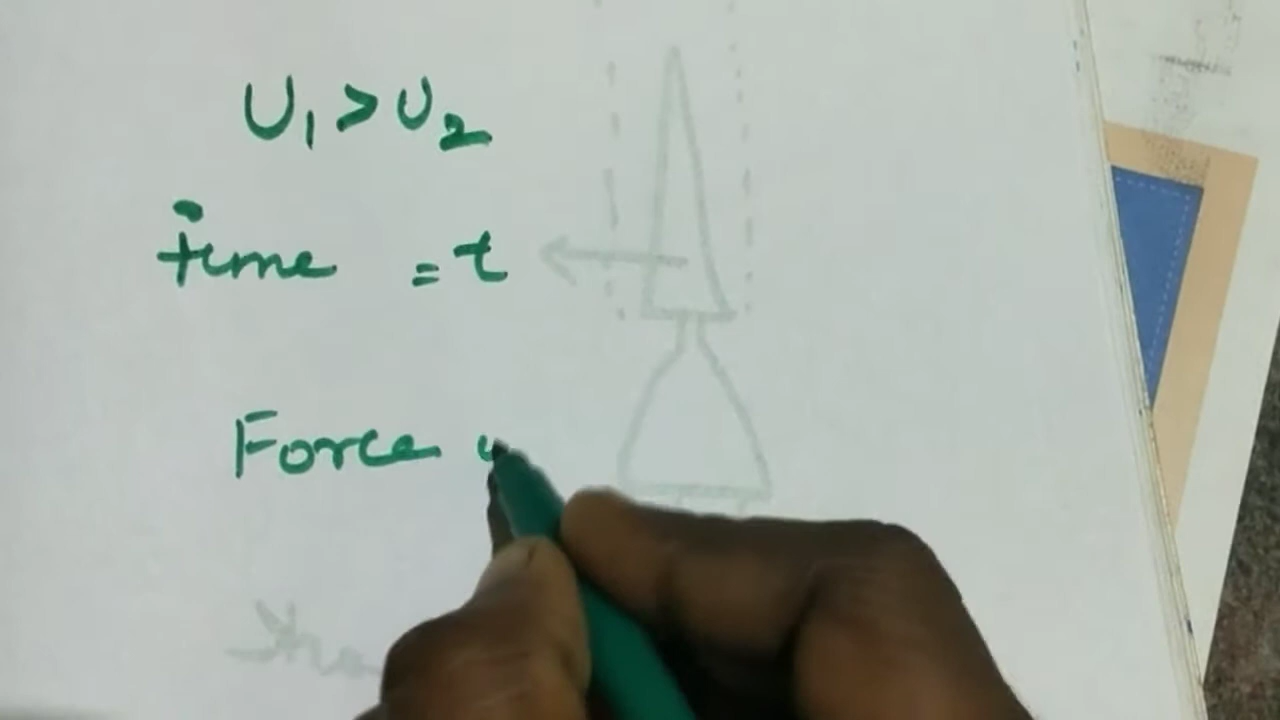 U₁ > U₂
time = t
Force